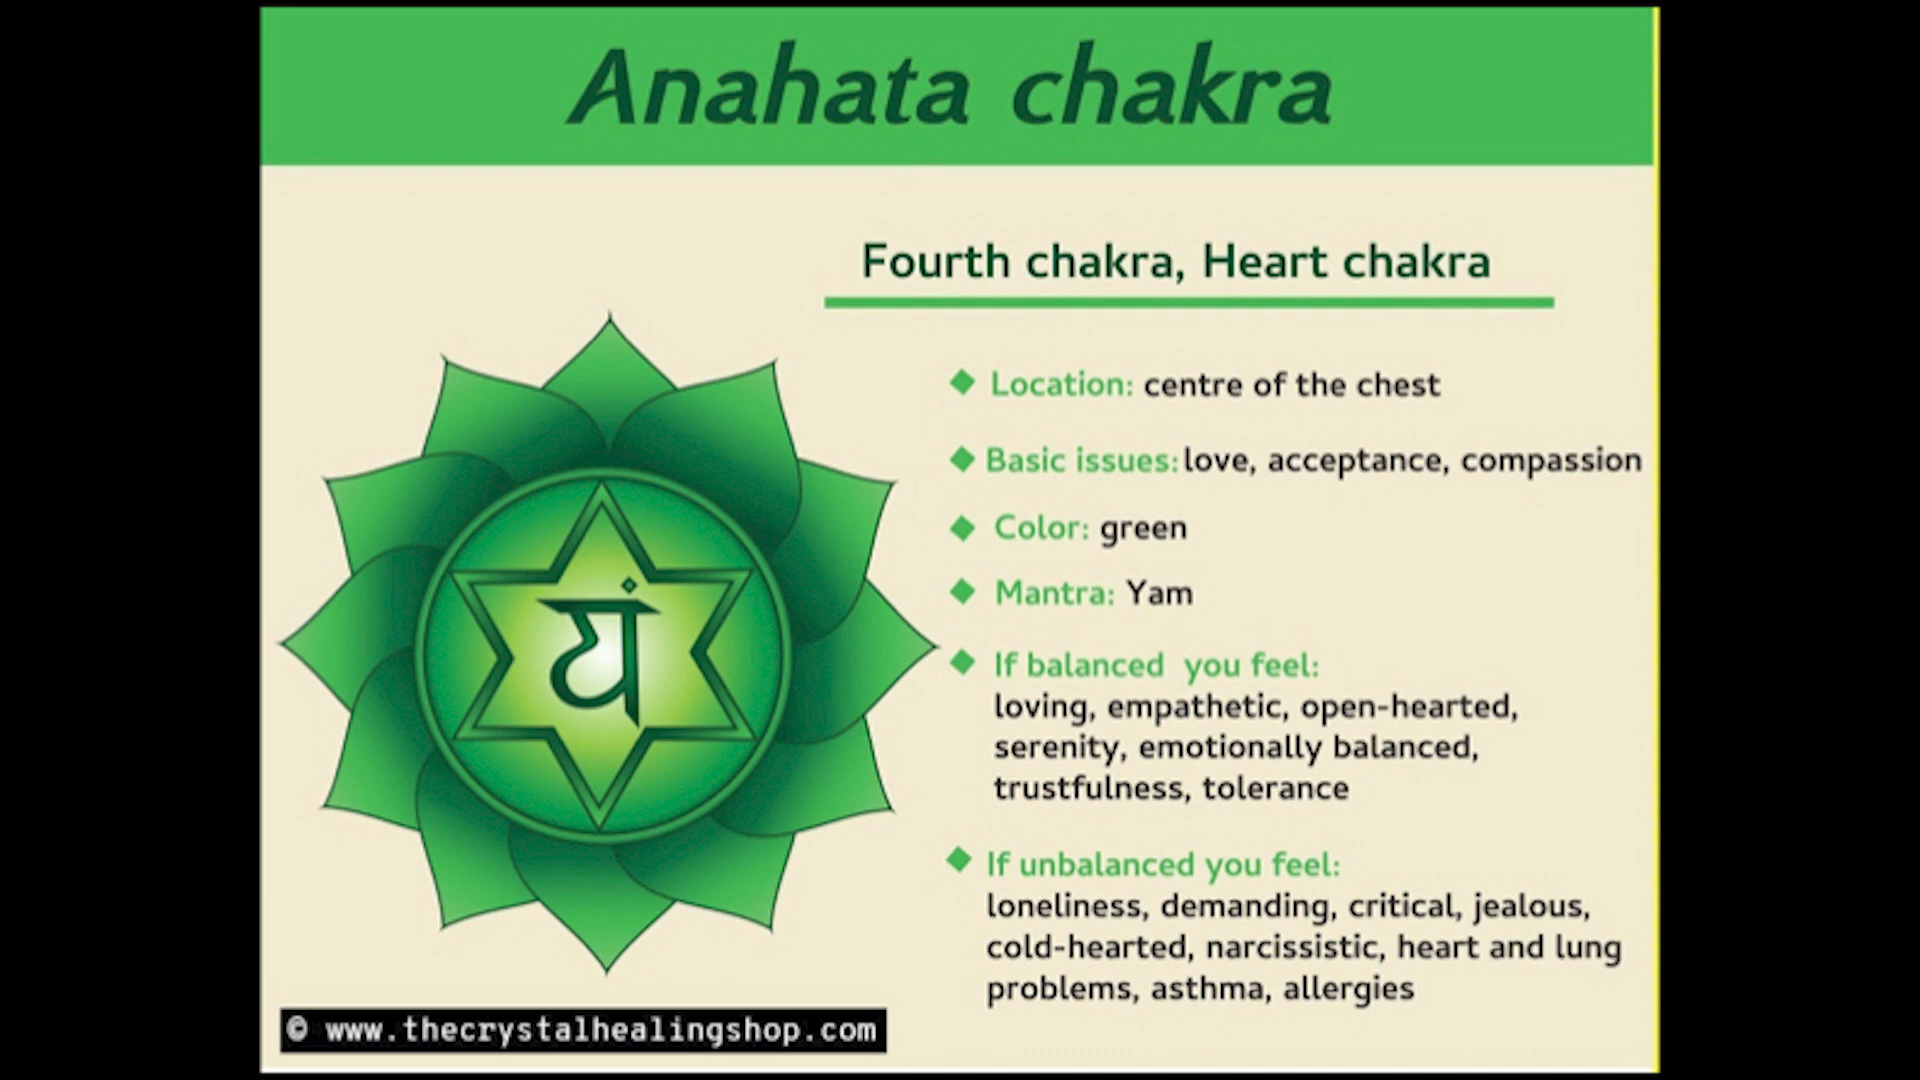 Anahata chakra
Fourth chakra, Heart chakra
यं
Location: centre of the chest
Basic issues: love, acceptance, compassion
Color: green
Mantra: Yam
If balanced you feel:
loving, empathetic, open-hearted,
serenity, emotionally balanced,
trustfulness, tolerance
If unbalanced you feel:
loneliness, demanding, critical, jealous,
cold-hearted, narcissistic, heart and lung
problems, asthma, allergies
© www.thecrystalhealingshop.com